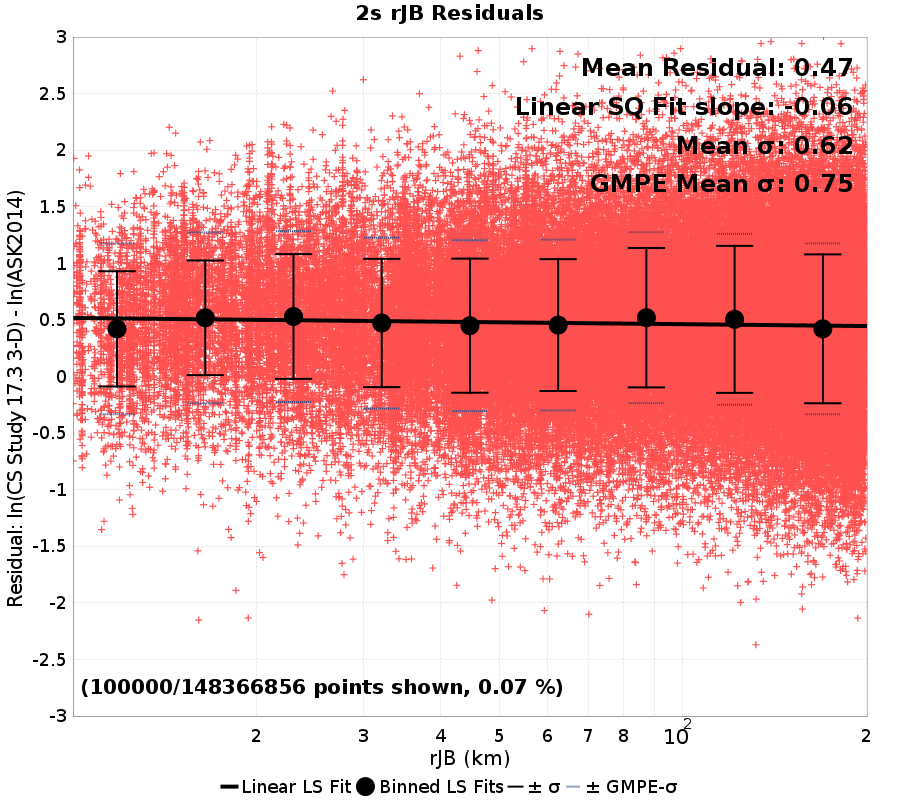 2s rJB Residuals
Mean Residual: 0.47
Linear SQ Fit slope: -0.06
Mean σ: 0.62
GMPE Mean σ: 0.75
Residual: ln(CS Study 17.3 3-D) - ln(ASK2014)
3
2.5
2
1.5
1
0.5
0
-0.5
-1
-1.5
-2
-2.5
-3
(100000/148366856 points shown, 0.07 %)
2 3 4 5 6 7 8 10² 2
rJB (km)
Linear LS Fit Binned LS Fits ± σ ± GMPE-σ